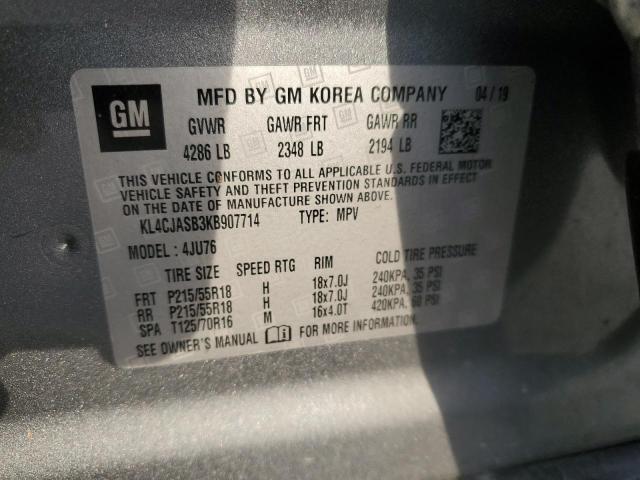 GM
MFD BY GM KOREA COMPANY 04 / 19
GVWR GAWR FRT GAWR RR
4286 LB 2348 LB 2194 LB
THIS VEHICLE CONFORMS TO ALL APPLICABLE U.S. FEDERAL MOTOR
VEHICLE SAFETY AND THEFT PREVENTION STANDARDS IN EFFECT
ON THE DATE OF MANUFACTURE SHOWN ABOVE.
KL4CJASB3KB907714 TYPE: MPV
MODEL : 4JU76
TIRE SIZE SPEED RTG RIM COLD TIRE PRESSURE
FRT P215/55R18 H 18x7.0J 240KPA, 35 PSI
RR P215/55R18 H 18x7.0J 240KPA, 35 PSI
SPA T125/70R16 M 16x4.0T 420KPA, 60 PSI
SEE OWNER'S MANUAL FOR MORE INFORMATION.